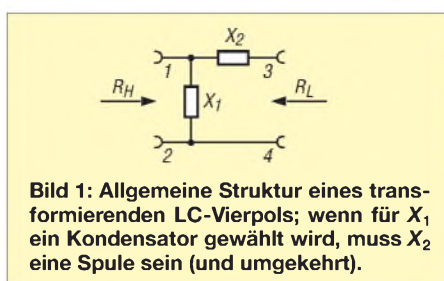 X2
1
3
RH
X1
RL
2
4
Bild 1: Allgemeine Struktur eines trans-
formierenden LC-Vierpols; wenn für X1
ein Kondensator gewählt wird, muss X2
eine Spule sein (und umgekehrt).